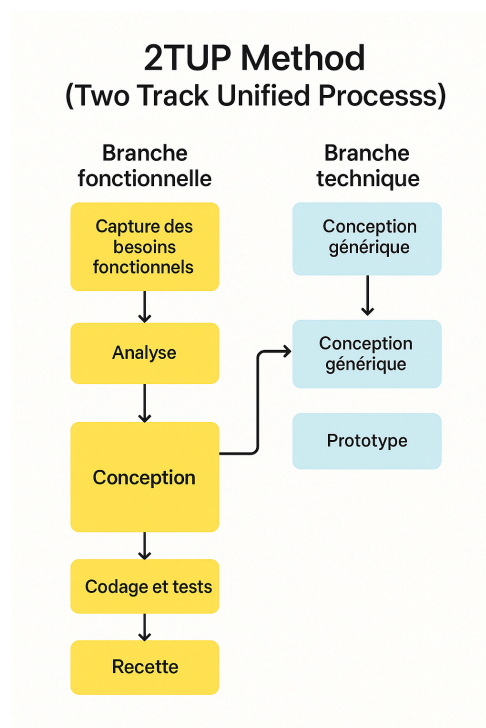 2TUP Method
(Two Track Unified Processs)
Branche
fonctionnelle
Capture des
besoins
fonctionnels
Analyse
Conception
Codage et tests
Recette
Branche
technique
Conception
générique
Conception
générique
Prototype